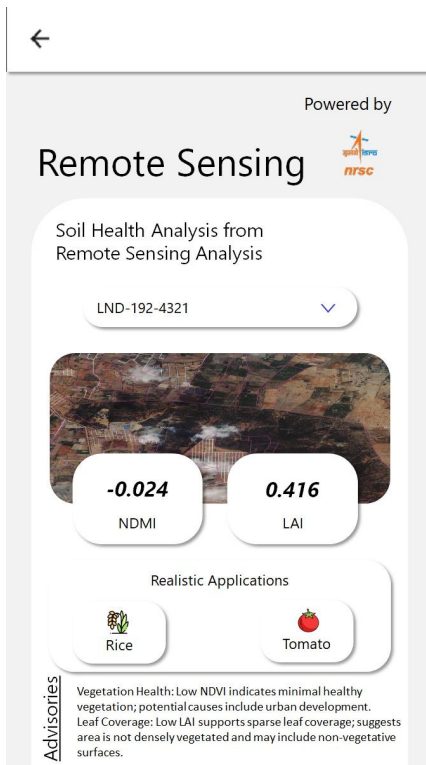 Powered by
इसरो isro
nrsc
Remote Sensing
Soil Health Analysis from
Remote Sensing Analysis
LND-192-4321
-0.024
NDMI
0.416
LAI
Realistic Applications
Rice
Tomato
Advisories
Vegetation Health: Low NDVI indicates minimal healthy
vegetation; potential causes include urban development.
Leaf Coverage: Low LAI supports sparse leaf coverage; suggests
area is not densely vegetated and may include non-vegetative
surfaces.